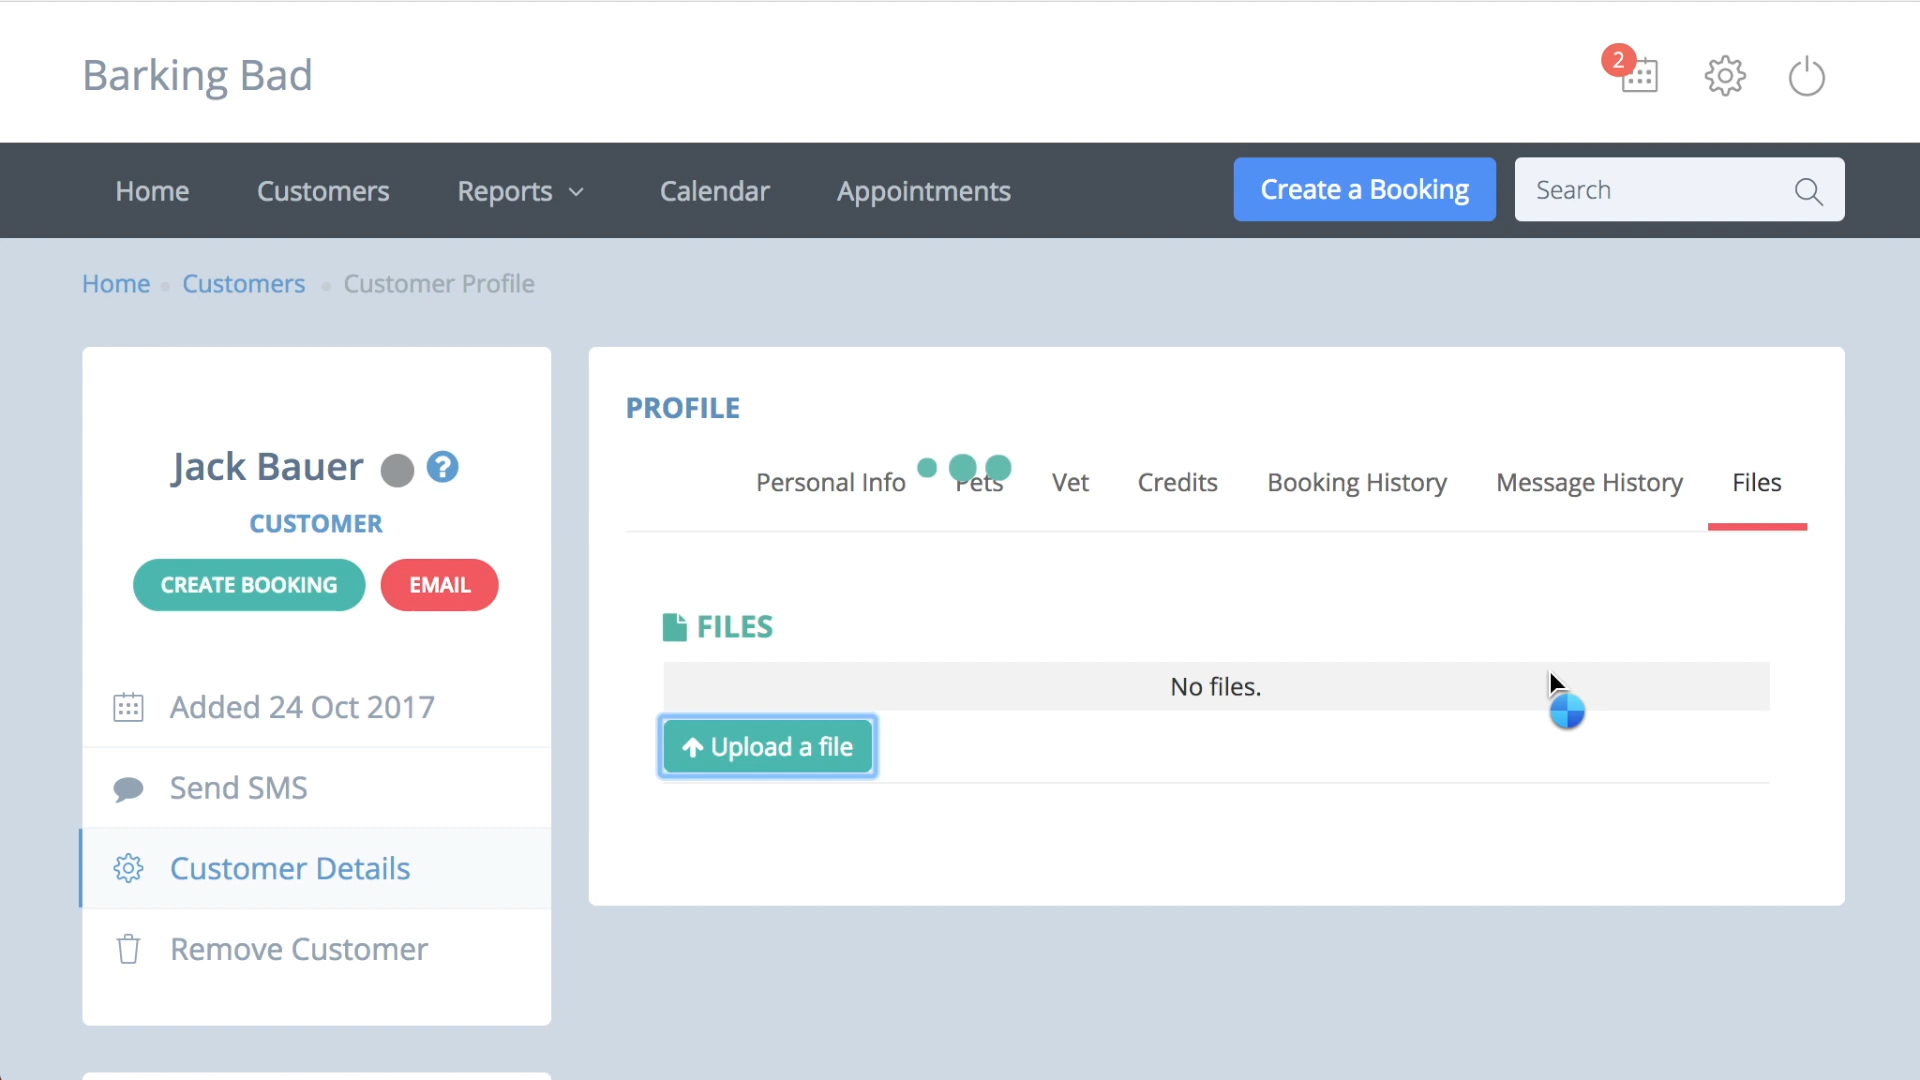 Barking Bad
2
Home Customers Reports Calendar Appointments Create a Booking Search
Home Customers Customer Profile
PROFILE
Jack Bauer ?
CUSTOMER
CREATE BOOKING EMAIL
Added 24 Oct 2017
Send SMS
Customer Details
Remove Customer
Personal Info Pets Vet Credits Booking History Message History Files
FILES
No files.
Upload a file